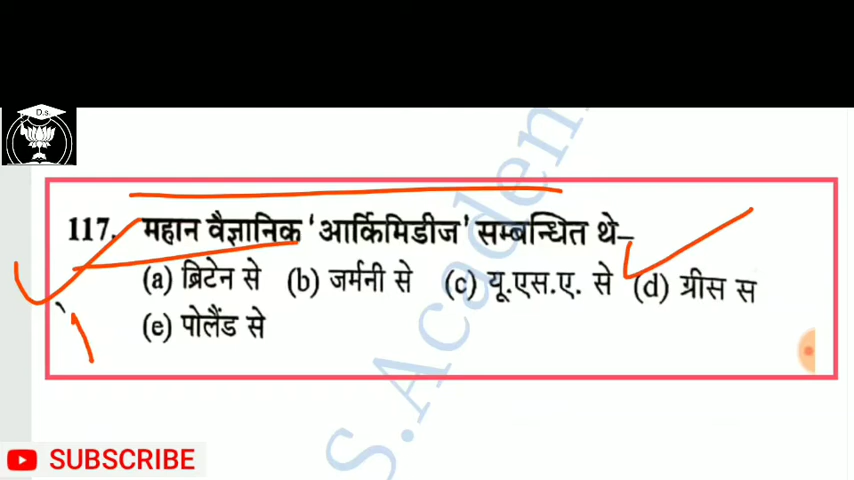 D.s.
117. महान वैज्ञानिक ‘आर्किमिडीज’ सम्बन्धित थे–
(a) ब्रिटेन से (b) जर्मनी से (c) यू.एस.ए. से (d) ग्रीस स
(e) पोलैंड से
S.Academ
SUBSCRIBE